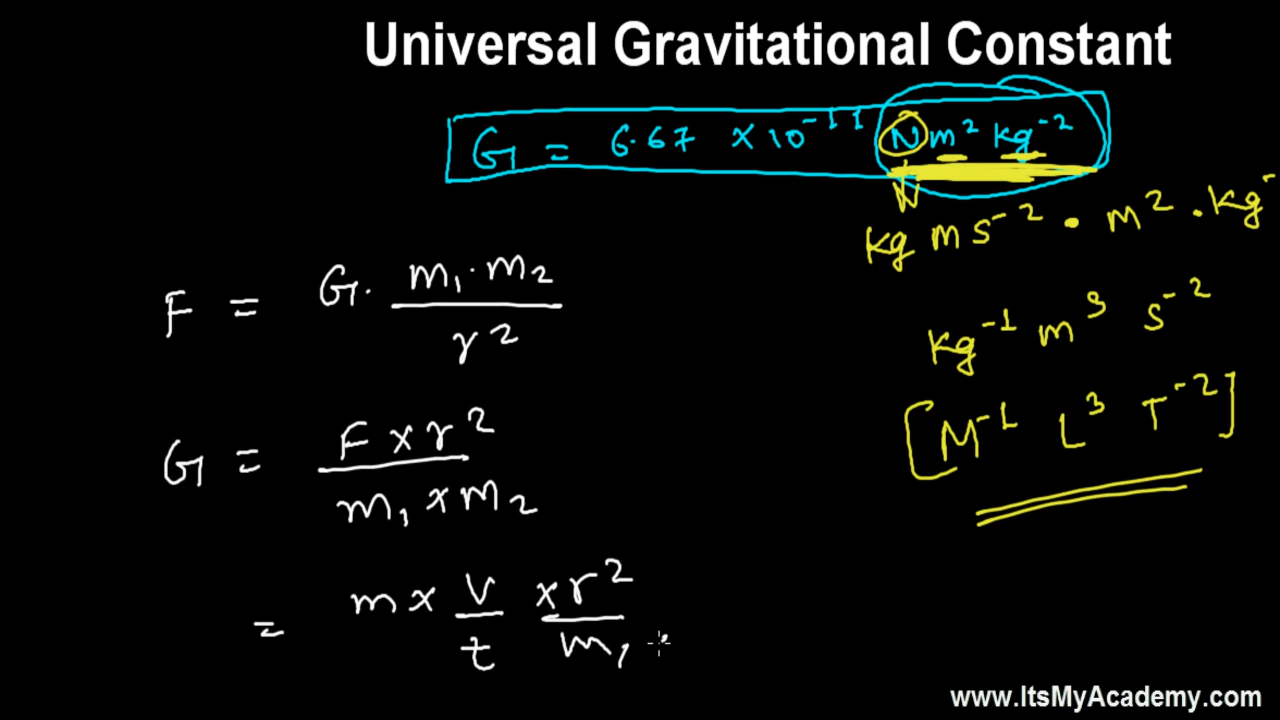 Universal Gravitational Constant
G = 6.67 × 10⁻¹¹ N m² kg⁻²
kg m s⁻² · m² · kg⁻
F = G · m₁ · m₂ / r²
kg⁻¹ m³ s⁻²
[M⁻¹ L³ T⁻²]
G = F × r² / m₁ × m₂
= m × v / t × r² / m₁
www.ItsMyAcademy.com